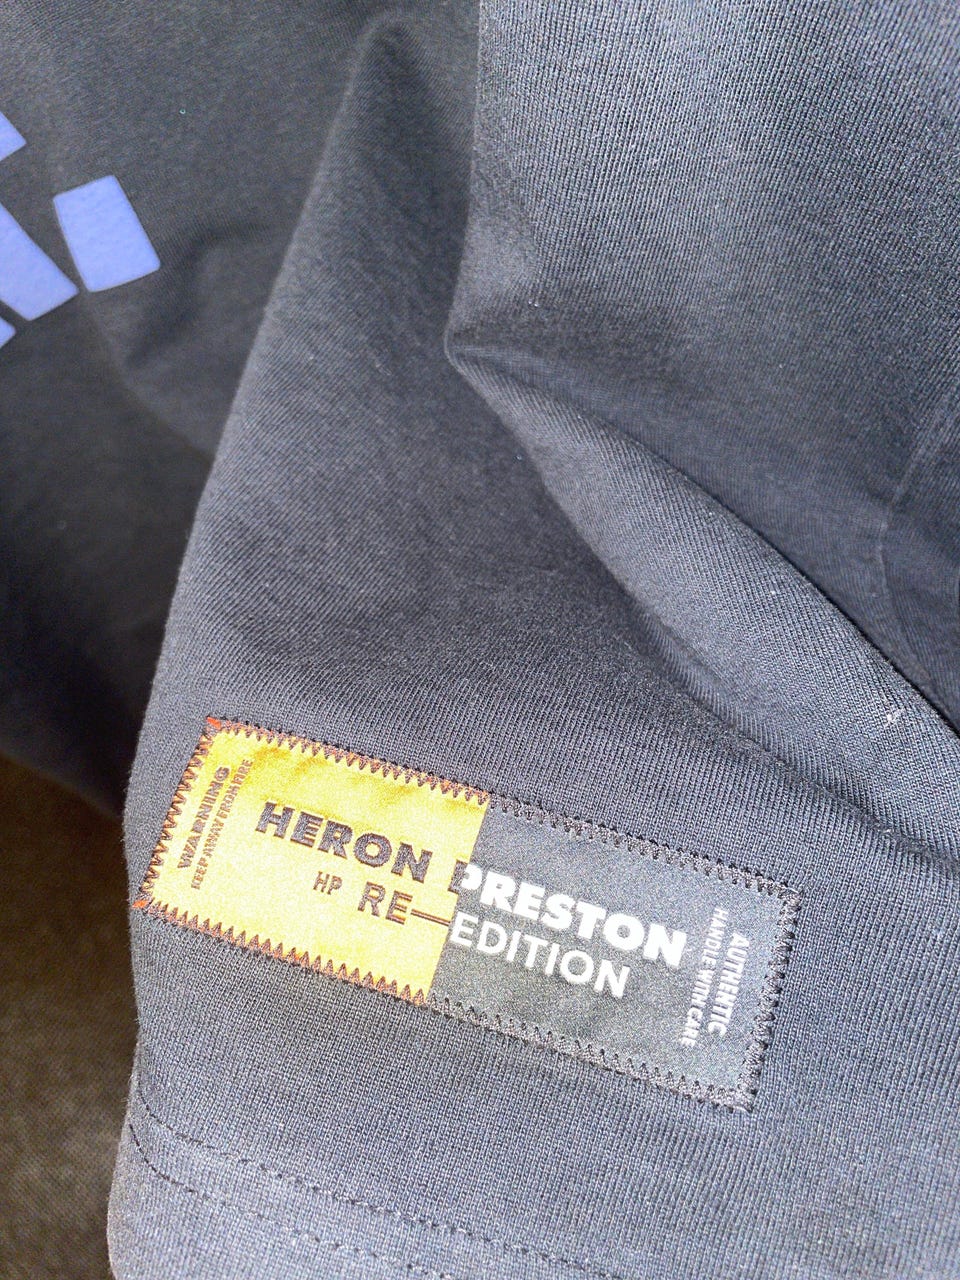 WARNING
KEEP AWAY FROM FIRE
HERON PRESTON
HP RE—EDITION
AUTHENTIC
HANDLE WITH CARE